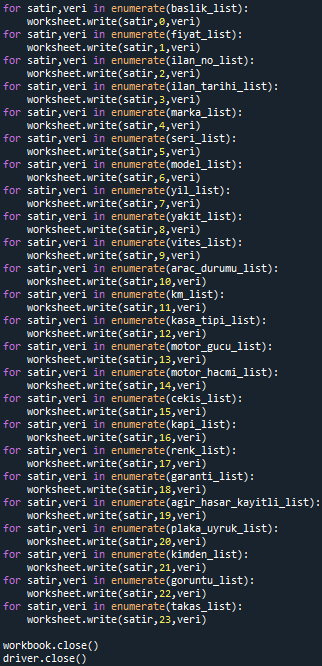 for satir,veri in enumerate(baslik_list):
    worksheet.write(satir,0,veri)
for satir,veri in enumerate(fiyat_list):
    worksheet.write(satir,1,veri)
for satir,veri in enumerate(ilan_no_list):
    worksheet.write(satir,2,veri)
for satir,veri in enumerate(ilan_tarihi_list):
    worksheet.write(satir,3,veri)
for satir,veri in enumerate(marka_list):
    worksheet.write(satir,4,veri)
for satir,veri in enumerate(seri_list):
    worksheet.write(satir,5,veri)
for satir,veri in enumerate(model_list):
    worksheet.write(satir,6,veri)
for satir,veri in enumerate(yil_list):
    worksheet.write(satir,7,veri)
for satir,veri in enumerate(yakit_list):
    worksheet.write(satir,8,veri)
for satir,veri in enumerate(vites_list):
    worksheet.write(satir,9,veri)
for satir,veri in enumerate(arac_durumu_list):
    worksheet.write(satir,10,veri)
for satir,veri in enumerate(km_list):
    worksheet.write(satir,11,veri)
for satir,veri in enumerate(kasa_tipi_list):
    worksheet.write(satir,12,veri)
for satir,veri in enumerate(motor_gucu_list):
    worksheet.write(satir,13,veri)
for satir,veri in enumerate(motor_hacmi_list):
    worksheet.write(satir,14,veri)
for satir,veri in enumerate(cekis_list):
    worksheet.write(satir,15,veri)
for satir,veri in enumerate(kapi_list):
    worksheet.write(satir,16,veri)
for satir,veri in enumerate(renk_list):
    worksheet.write(satir,17,veri)
for satir,veri in enumerate(garanti_list):
    worksheet.write(satir,18,veri)
for satir,veri in enumerate(agir_hasar_kayitli_list):
    worksheet.write(satir,19,veri)
for satir,veri in enumerate(plaka_uyruk_list):
    worksheet.write(satir,20,veri)
for satir,veri in enumerate(kimden_list):
    worksheet.write(satir,21,veri)
for satir,veri in enumerate(goruntu_list):
    worksheet.write(satir,22,veri)
for satir,veri in enumerate(takas_list):
    worksheet.write(satir,23,veri)

workbook.close()
driver.close()